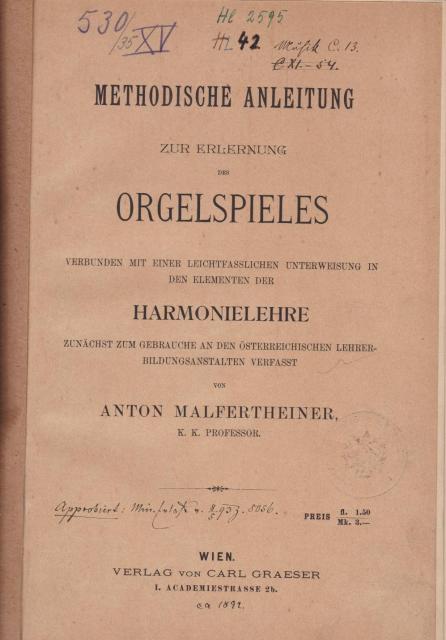 530/35 XV
Hl 2595
42 Musik C. 13.
C XI. - 54.
METHODISCHE ANLEITUNG
ZUR ERLERNUNG
DES
ORGELSPIELES
VERBUNDEN MIT EINER LEICHTFASSLICHEN UNTERWEISUNG IN
DEN ELEMENTEN DER
HARMONIELEHRE
ZUNÄCHST ZUM GEBRAUCHE AN DEN ÖSTERREICHISCHEN LEHRER-
BILDUNGSANSTALTEN VERFASST
VON
ANTON MALFERTHEINER,
K. K. PROFESSOR.
Approbiert:
PREIS fl. 1.50
Mk. 3.—
WIEN.
VERLAG VON CARL GRAESER
I. ACADEMIESTRASSE 2b.
ca 1892.